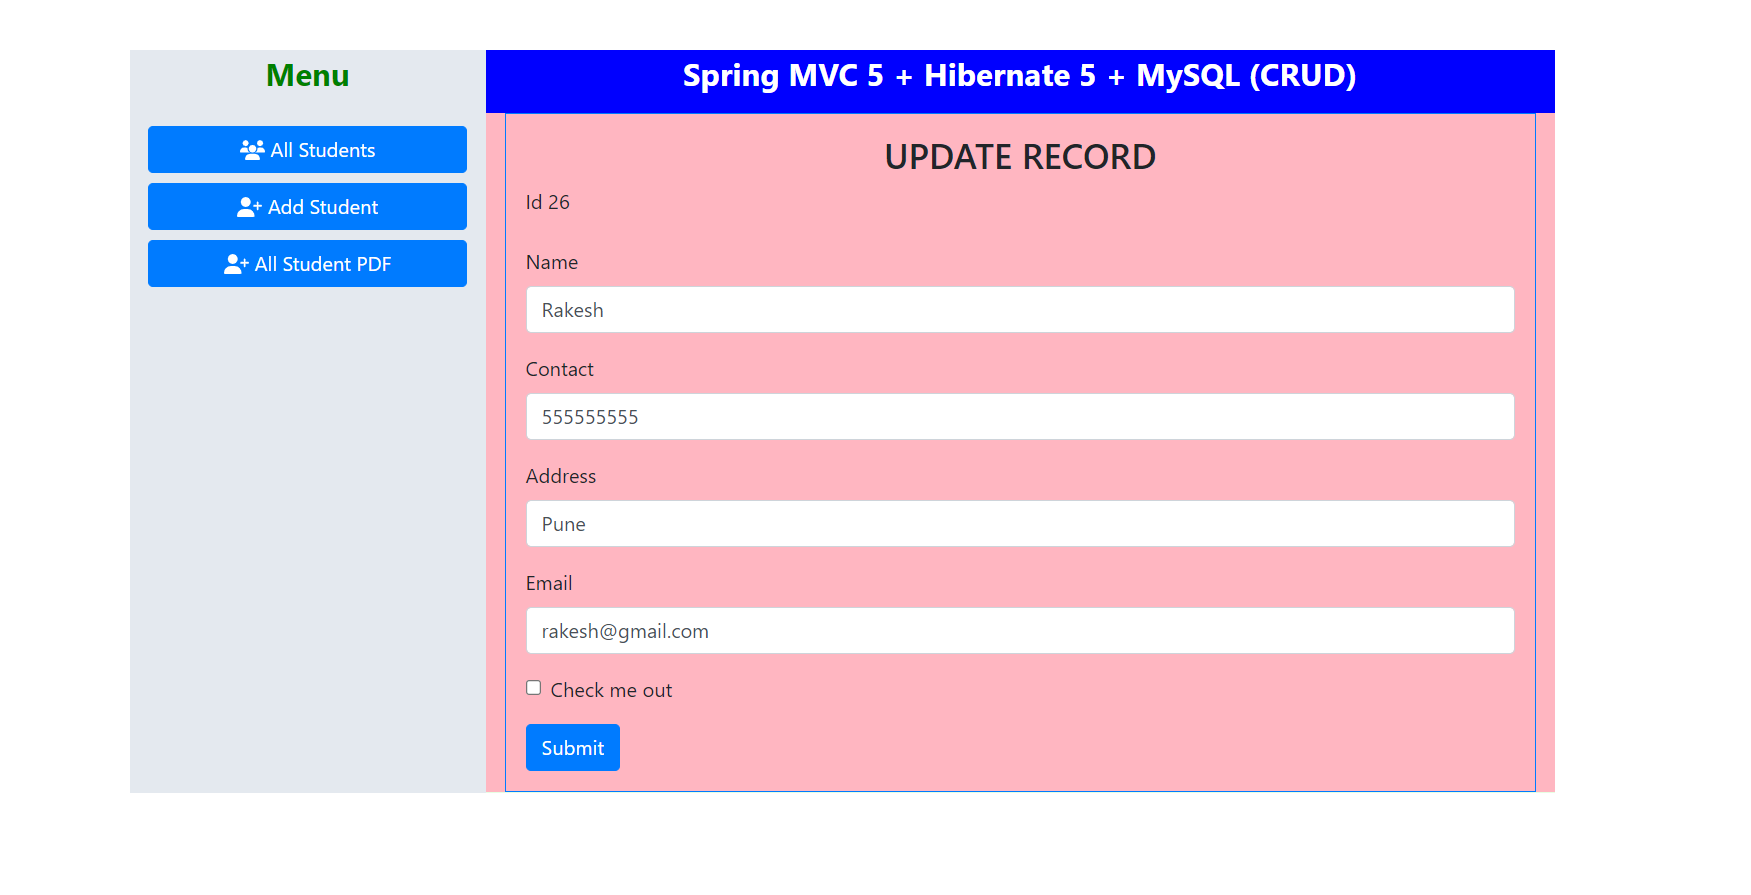 Menu
All Students
Add Student
All Student PDF
Spring MVC 5 + Hibernate 5 + MySQL (CRUD)
UPDATE RECORD
Id 26
Name
Rakesh
Contact
555555555
Address
Pune
Email
rakesh@gmail.com
Check me out
Submit